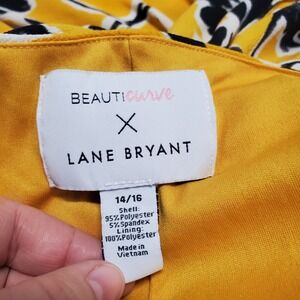 BEAUTIcurve
X
LANE BRYANT
14/16
Shell:
95% Polyester
5% Spandex
Lining:
100% Polyester
Made in
Vietnam